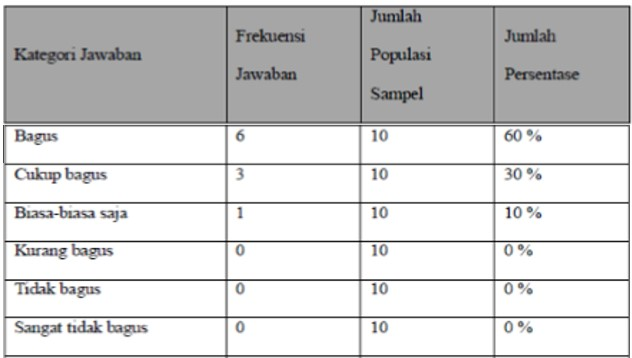 Kategori Jawaban Frekuensi Jawaban Jumlah Populasi Sampel Jumlah Persentase
Bagus 6 10 60 %
Cukup bagus 3 10 30 %
Biasa-biasa saja 1 10 10 %
Kurang bagus 0 10 0 %
Tidak bagus 0 10 0 %
Sangat tidak bagus 0 10 0 %